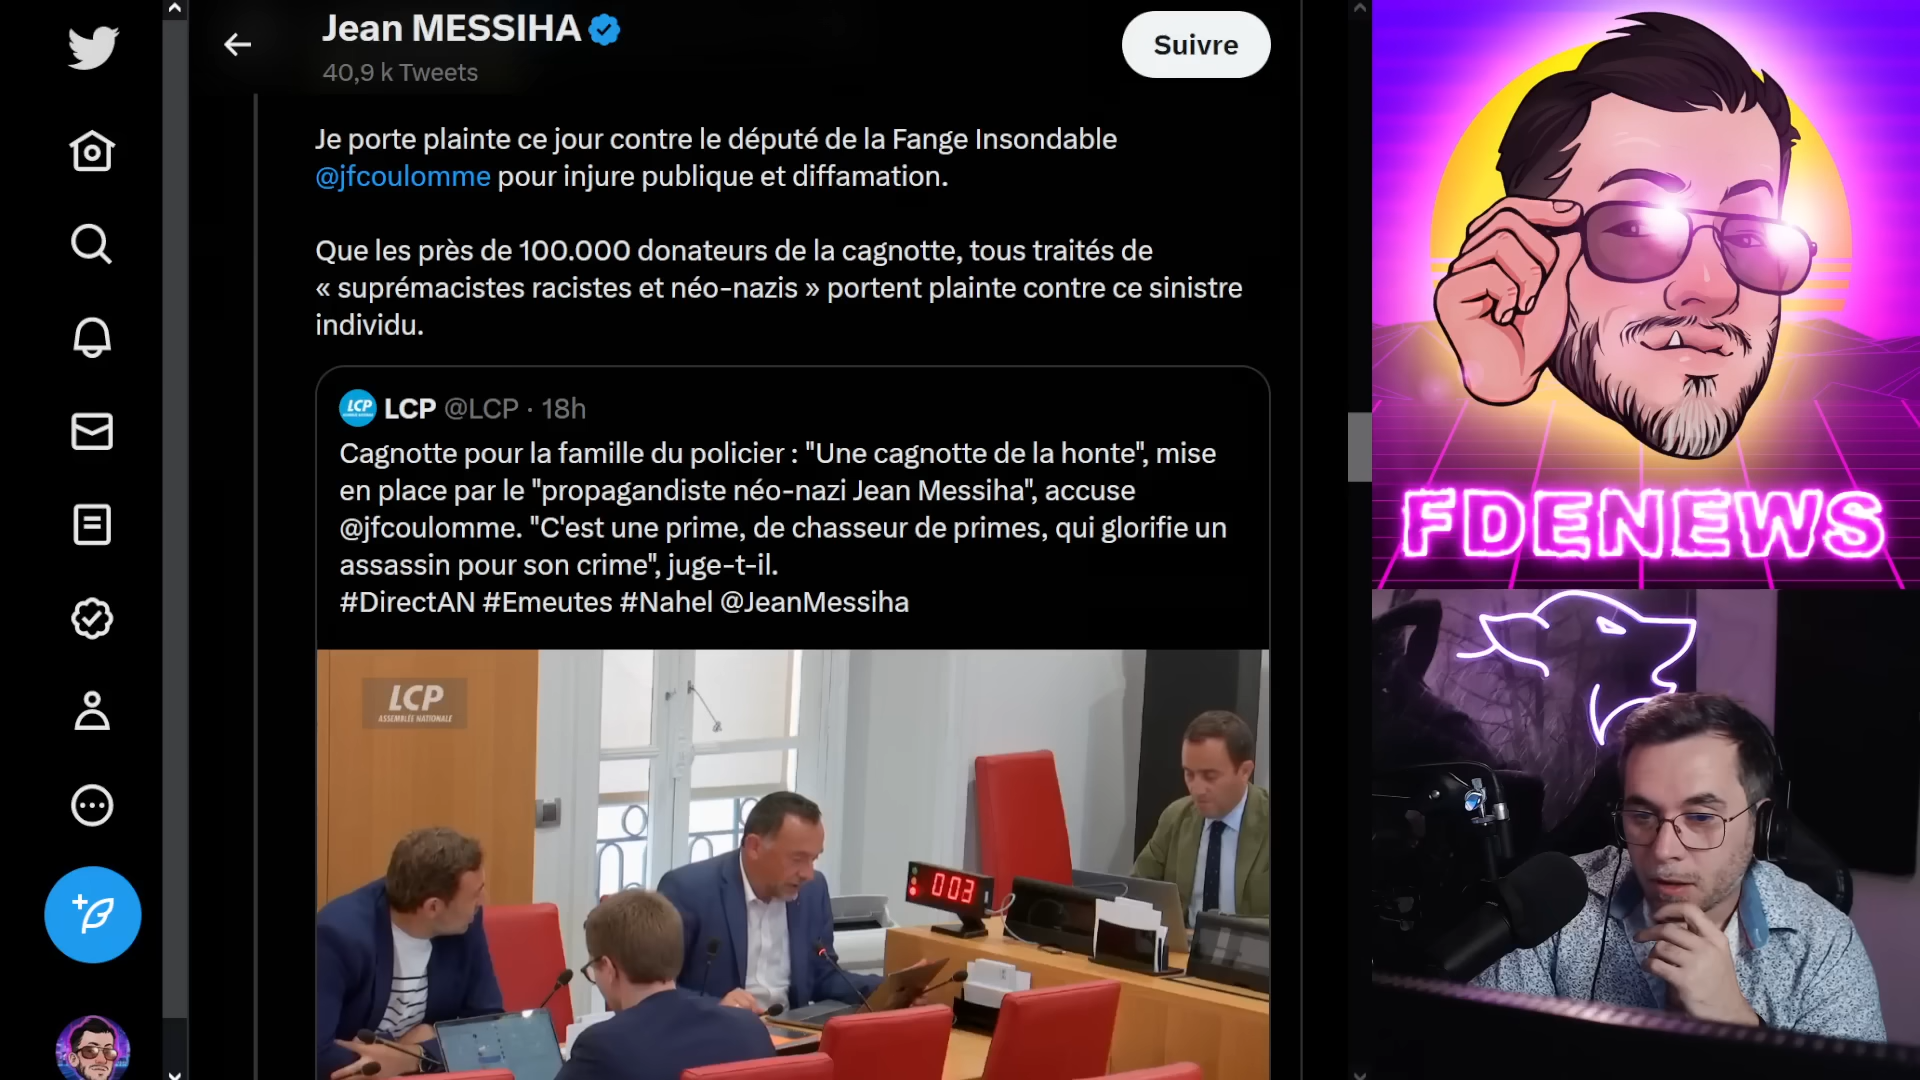 Jean MESSIHA
40,9 k Tweets
Suivre
Je porte plainte ce jour contre le député de la Fange Insondable
@jfcoulomme pour injure publique et diffamation.
Que les près de 100.000 donateurs de la cagnotte, tous traités de
« suprémacistes racistes et néo-nazis » portent plainte contre ce sinistre
individu.
LCP
LCP @LCP · 18h
Cagnotte pour la famille du policier : "Une cagnotte de la honte", mise
en place par le "propagandiste néo-nazi Jean Messiha", accuse
@jfcoulomme. "C'est une prime, de chasseur de primes, qui glorifie un
assassin pour son crime", juge-t-il.
#DirectAN #Emeutes #Nahel @JeanMessiha
LCP
ASSEMBLÉE NATIONALE
003
FDENEWS